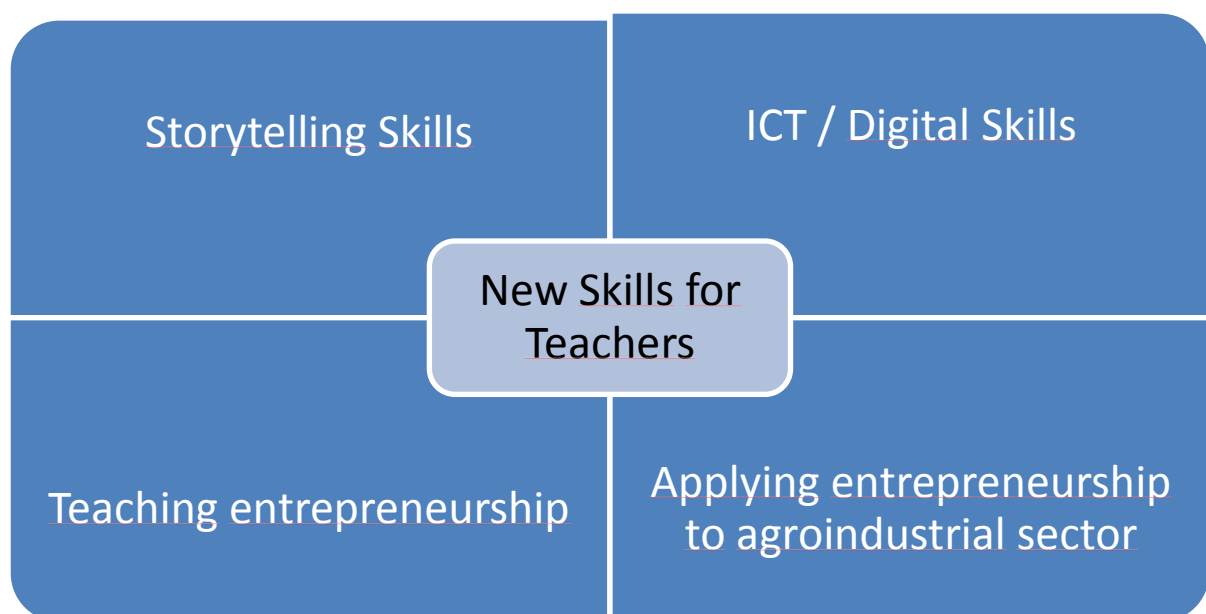 Storytelling Skills
ICT / Digital Skills
New Skills for
Teachers
Teaching entrepreneurship
Applying entrepreneurship
to agroindustrial sector